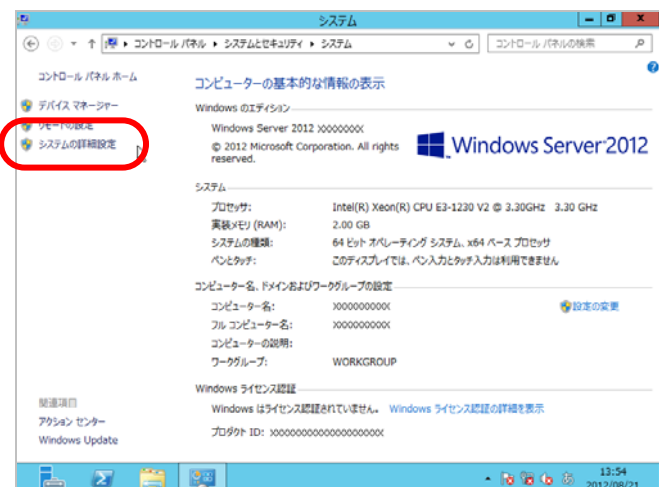 システム
コントロール パネル ▸ システムとセキュリティ ▸ システム
コントロール パネルの検索
コントロール パネル ホーム
デバイス マネージャー
リモートの設定
システムの詳細設定
コンピューターの基本的な情報の表示
Windows のエディション
Windows Server 2012 xxxxxxxx
© 2012 Microsoft Corporation. All rights
reserved.
Windows Server 2012
システム
プロセッサ: Intel(R) Xeon(R) CPU E3-1230 V2 @ 3.30GHz 3.30 GHz
実装メモリ (RAM): 2.00 GB
システムの種類: 64 ビット オペレーティング システム、x64 ベース プロセッサ
ペンとタッチ: このディスプレイでは、ペン入力とタッチ入力は利用できません
コンピューター名、ドメインおよびワークグループの設定
コンピューター名: xxxxxxxxxx
設定の変更
フル コンピューター名: xxxxxxxxxx
コンピューターの説明:
ワークグループ: WORKGROUP
Windows ライセンス認証
Windows はライセンス認証されていません。 Windows ライセンス認証の詳細を表示
プロダクト ID: xxxxxxxxxxxxxxxxxxxx
関連項目
アクション センター
Windows Update
13:54
2012/08/21